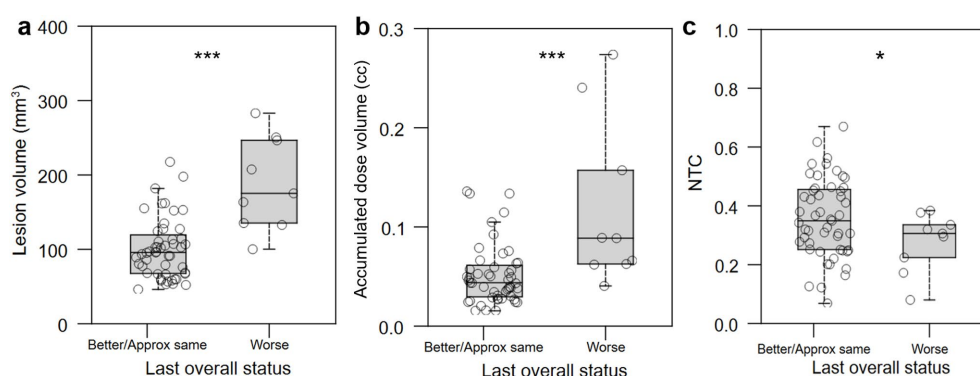 a
***
Lesion volume (mm³)
400
300
200
100
0
Better/Approx same
Worse
Last overall status
b
***
Accumulated dose volume (cc)
0.3
0.2
0.1
0.0
Better/Approx same
Worse
Last overall status
c
*
NTC
1.0
0.8
0.6
0.4
0.2
0.0
Better/Approx same
Worse
Last overall status